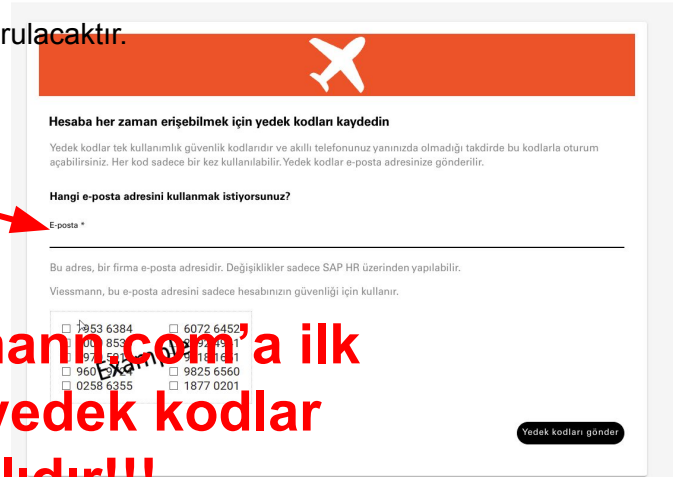 rulacaktır.
Hesaba her zaman erişebilmek için yedek kodları kaydedin
Yedek kodlar tek kullanımlık güvenlik kodlarıdır ve akıllı telefonunuz yanınızda olmadığı takdirde bu kodlarla oturum
açabilirsiniz. Her kod sadece bir kez kullanılabilir. Yedek kodlar e-posta adresinize gönderilir.
Hangi e-posta adresini kullanmak istiyorsunuz?
E-posta *
Bu adres, bir firma e-posta adresidir. Değişiklikler sadece SAP HR üzerinden yapılabilir.
Viessmann, bu e-posta adresini sadece hesabınızın güvenliği için kullanır.
6384 6072 6452
Example
9825 6560
0258 6355 1877 0201
mann.com’a ilk
yedek kodlar
lıdır!!!
Yedek kodları gönder